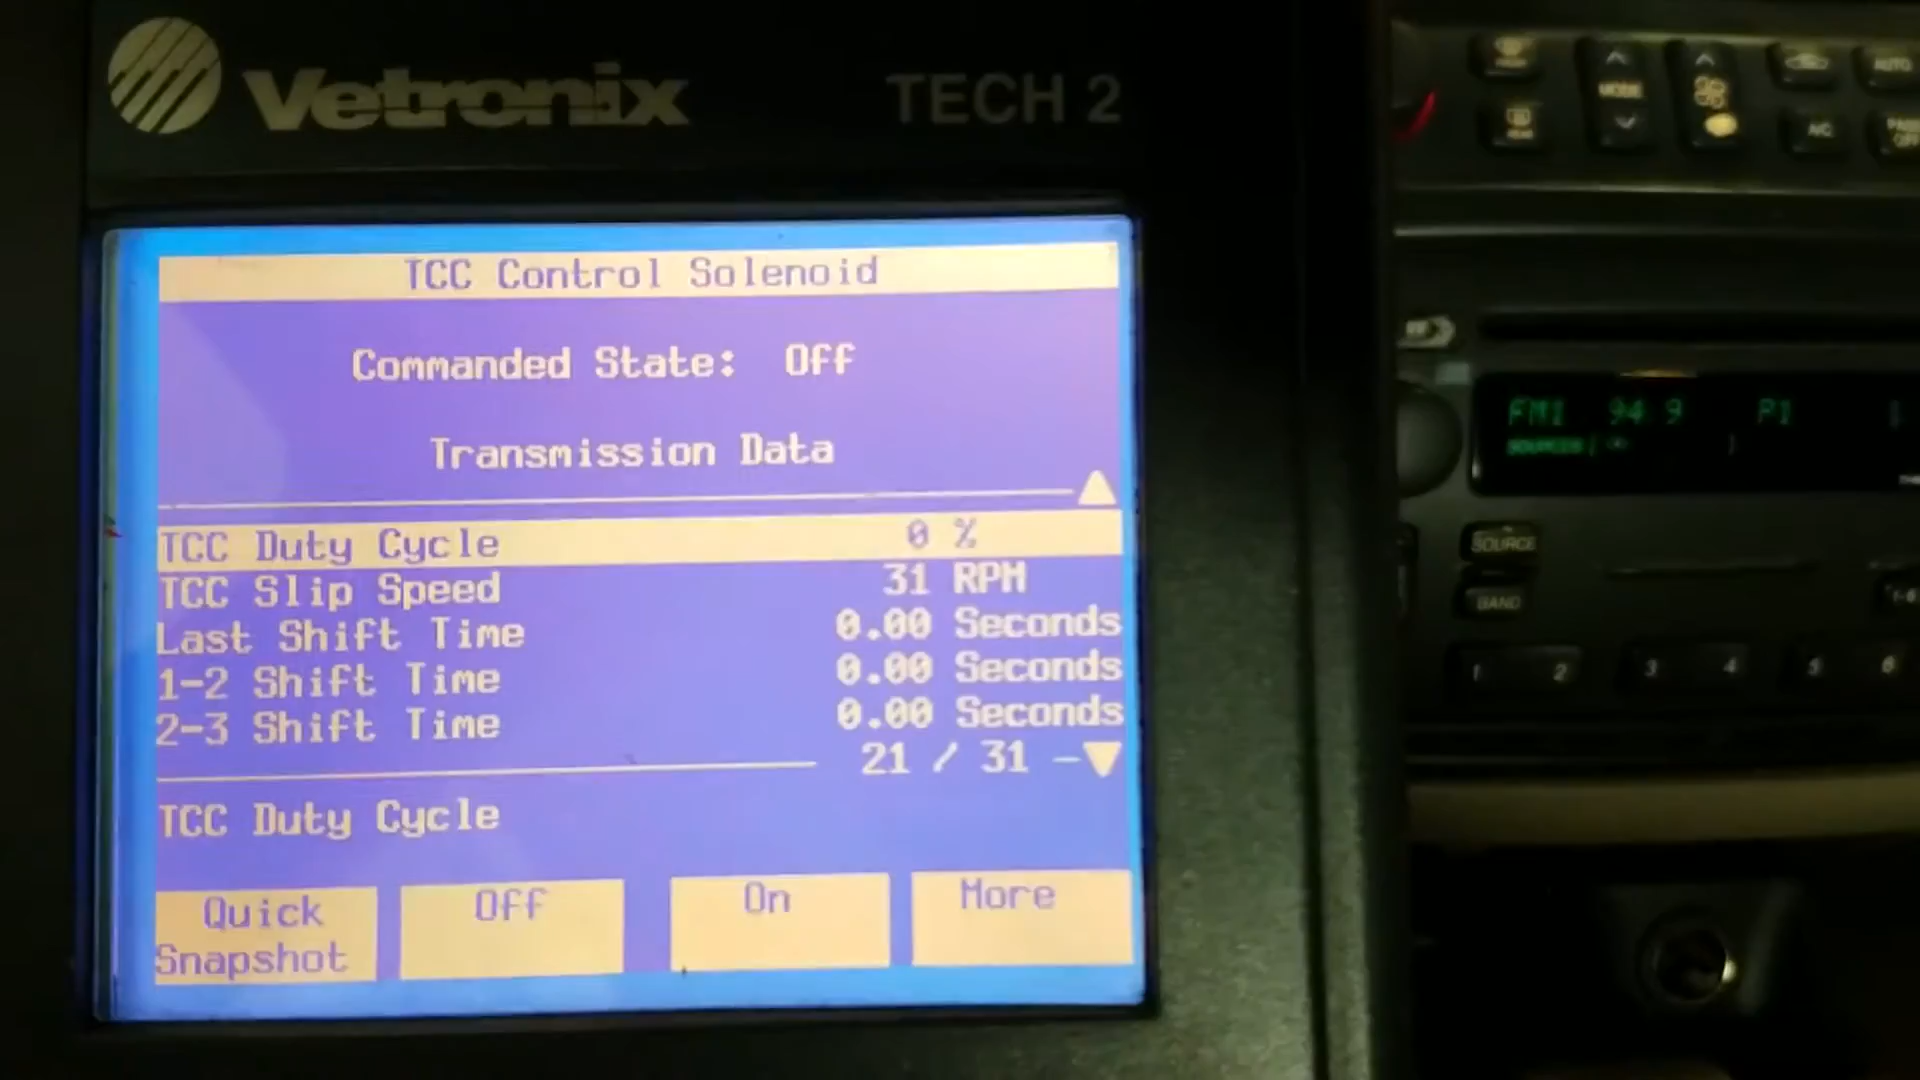 Vetronix
TECH 2
TCC Control Solenoid
Commanded State: Off
Transmission Data
TCC Duty Cycle 0 %
TCC Slip Speed 31 RPM
Last Shift Time 0.00 Seconds
1-2 Shift Time 0.00 Seconds
2-3 Shift Time 0.00 Seconds
21 / 31
TCC Duty Cycle
Quick Snapshot
Off
On
More
MODE
AUTO
A/C
FM1 94 9 P1
SOURCE
BAND
1 2 3 4 5 6